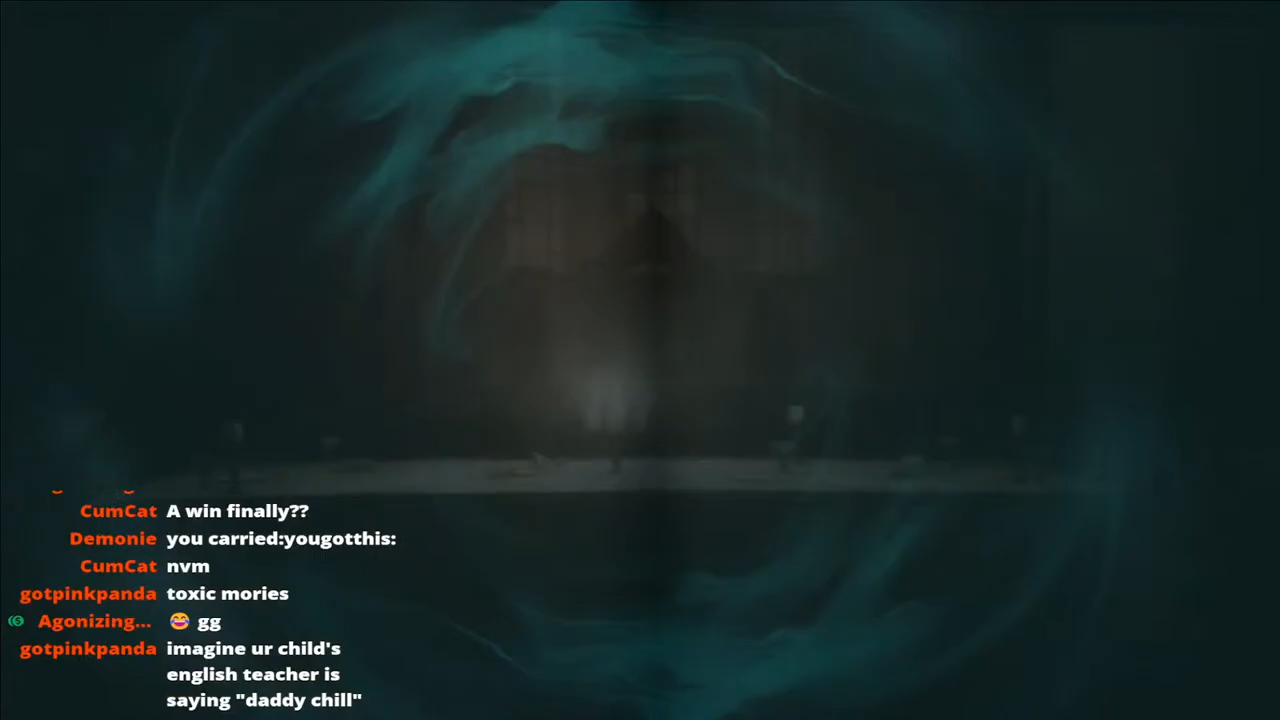 CumCat A win finally??
Demonie you carried:yougotthis:
CumCat nvm
gotpinkpanda toxic mories
Agonizing... 😂 gg
gotpinkpanda imagine ur child's
english teacher is
saying "daddy chill"